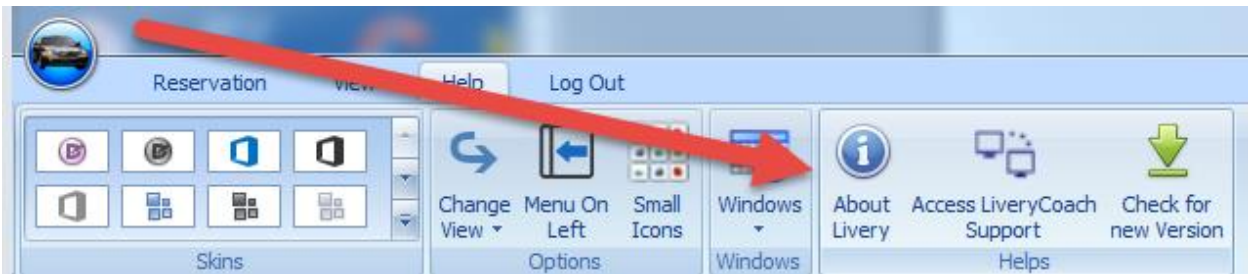 Reservation View Help Log Out
Change Menu On Small Windows About Access LiveryCoach Check for
View Left Icons Livery Support new Version
Skins Options Windows Helps